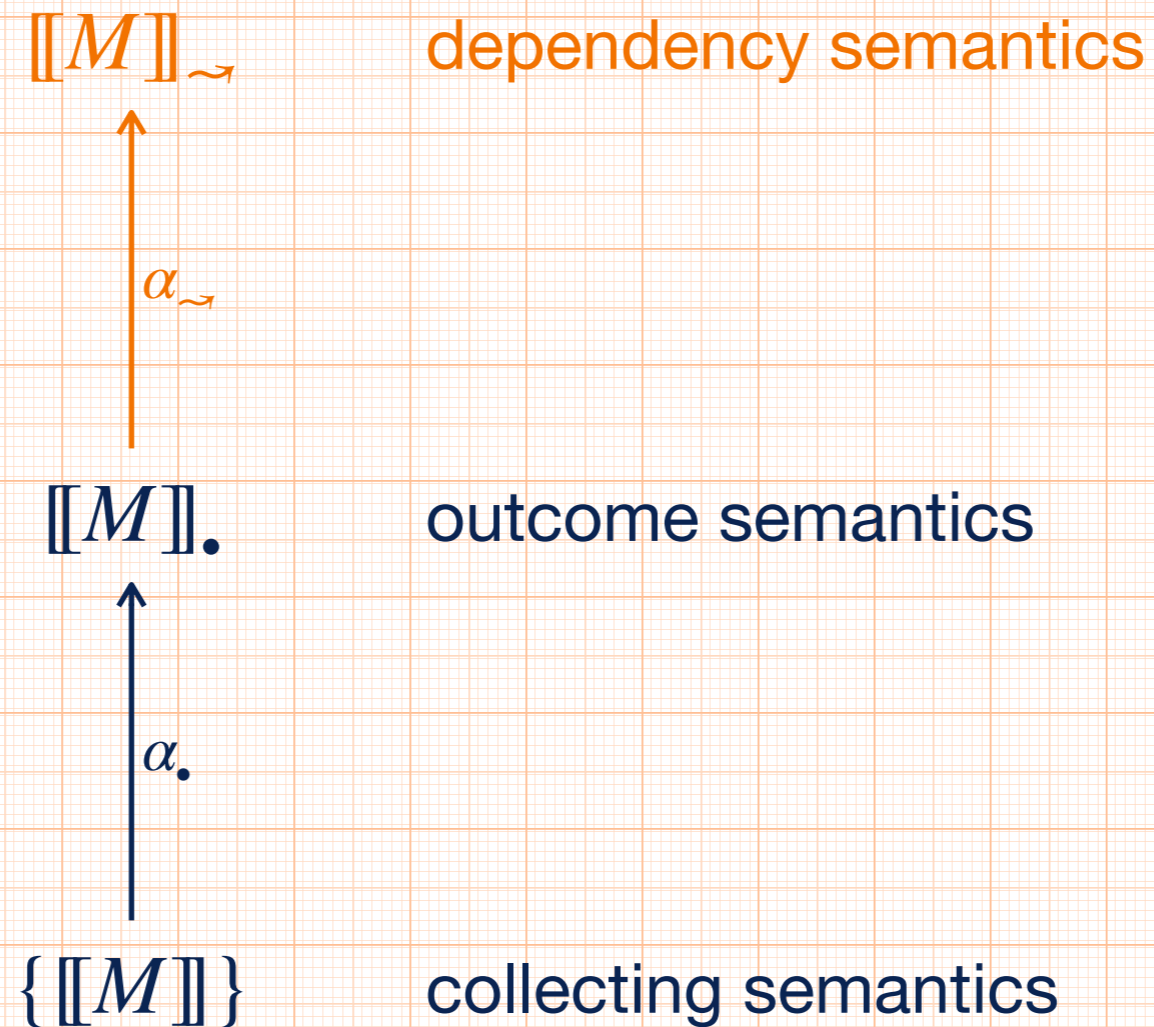 ⟦M⟧⤳ dependency semantics
α⤳
⟦M⟧• outcome semantics
α•
{⟦M⟧} collecting semantics